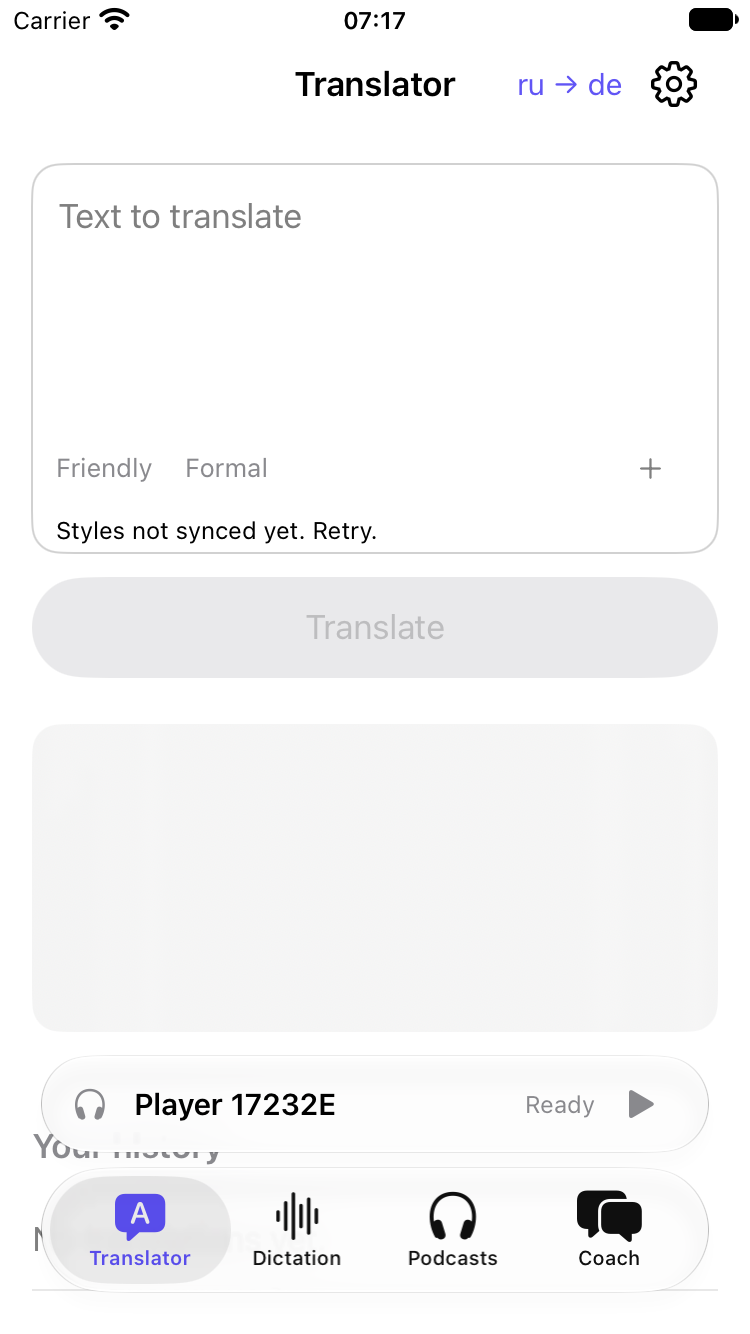 Carrier 07:17
Translator ru → de
Text to translate
Friendly Formal +
Styles not synced yet. Retry.
Translate
Player 17232E Ready
Your history
A
Translator Dictation Podcasts Coach